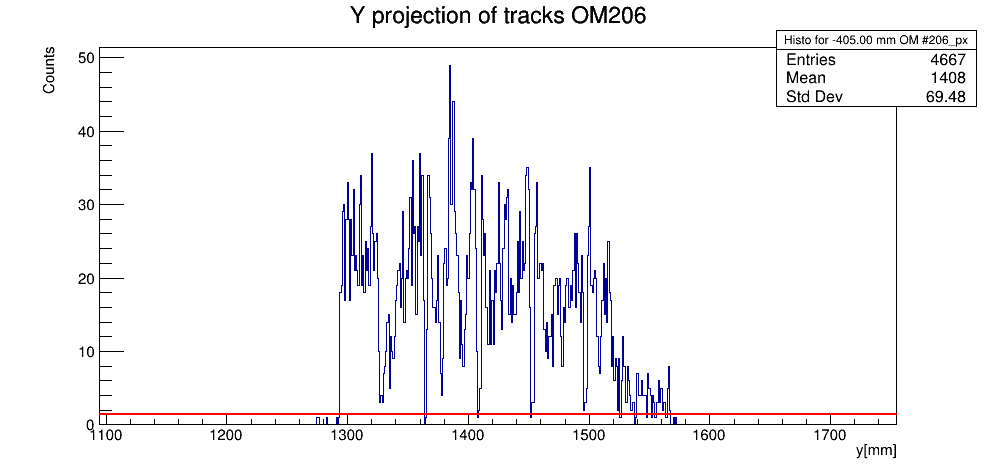 Y projection of tracks OM206
Histo for -405.00 mm OM #206_px
Entries 4667
Mean 1408
Std Dev 69.48
Counts
50
40
30
20
10
0
1100 1200 1300 1400 1500 1600 1700
y[mm]